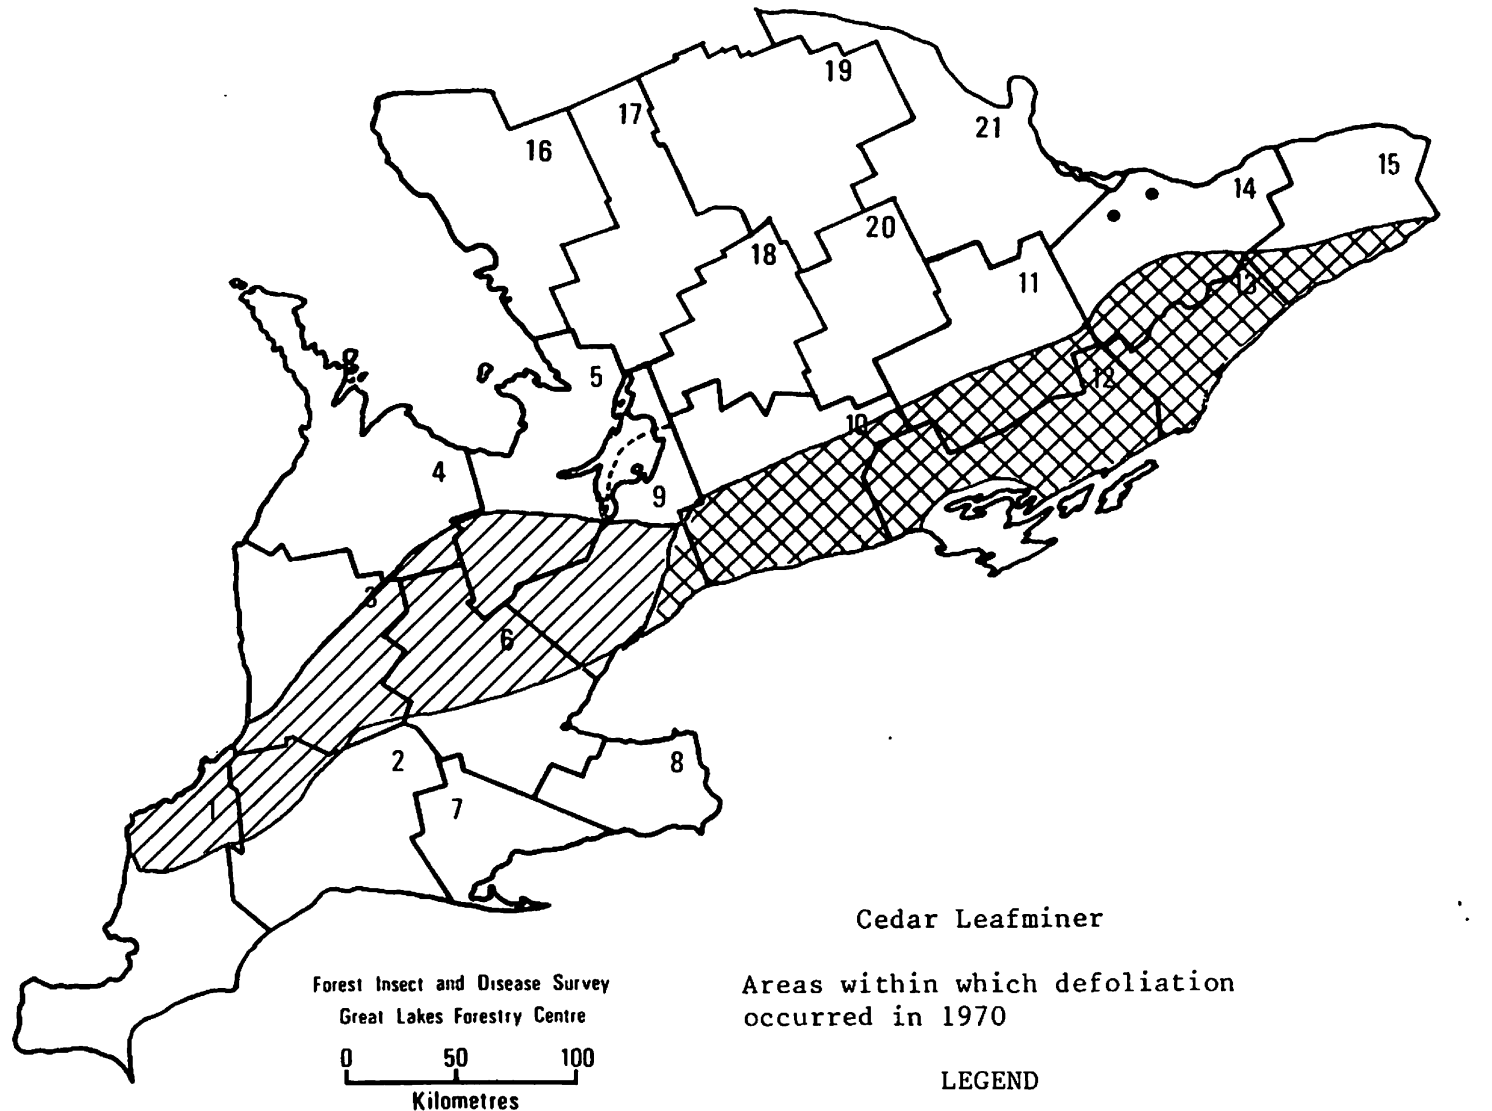 19
17
21
16
15
14
20
18
11
13
5
12
10
4
9
3
6
2
8
1
7
Cedar Leafminer
Forest Insect and Disease Survey
Great Lakes Forestry Centre
Areas within which defoliation
occurred in 1970
0 50 100
Kilometres
LEGEND